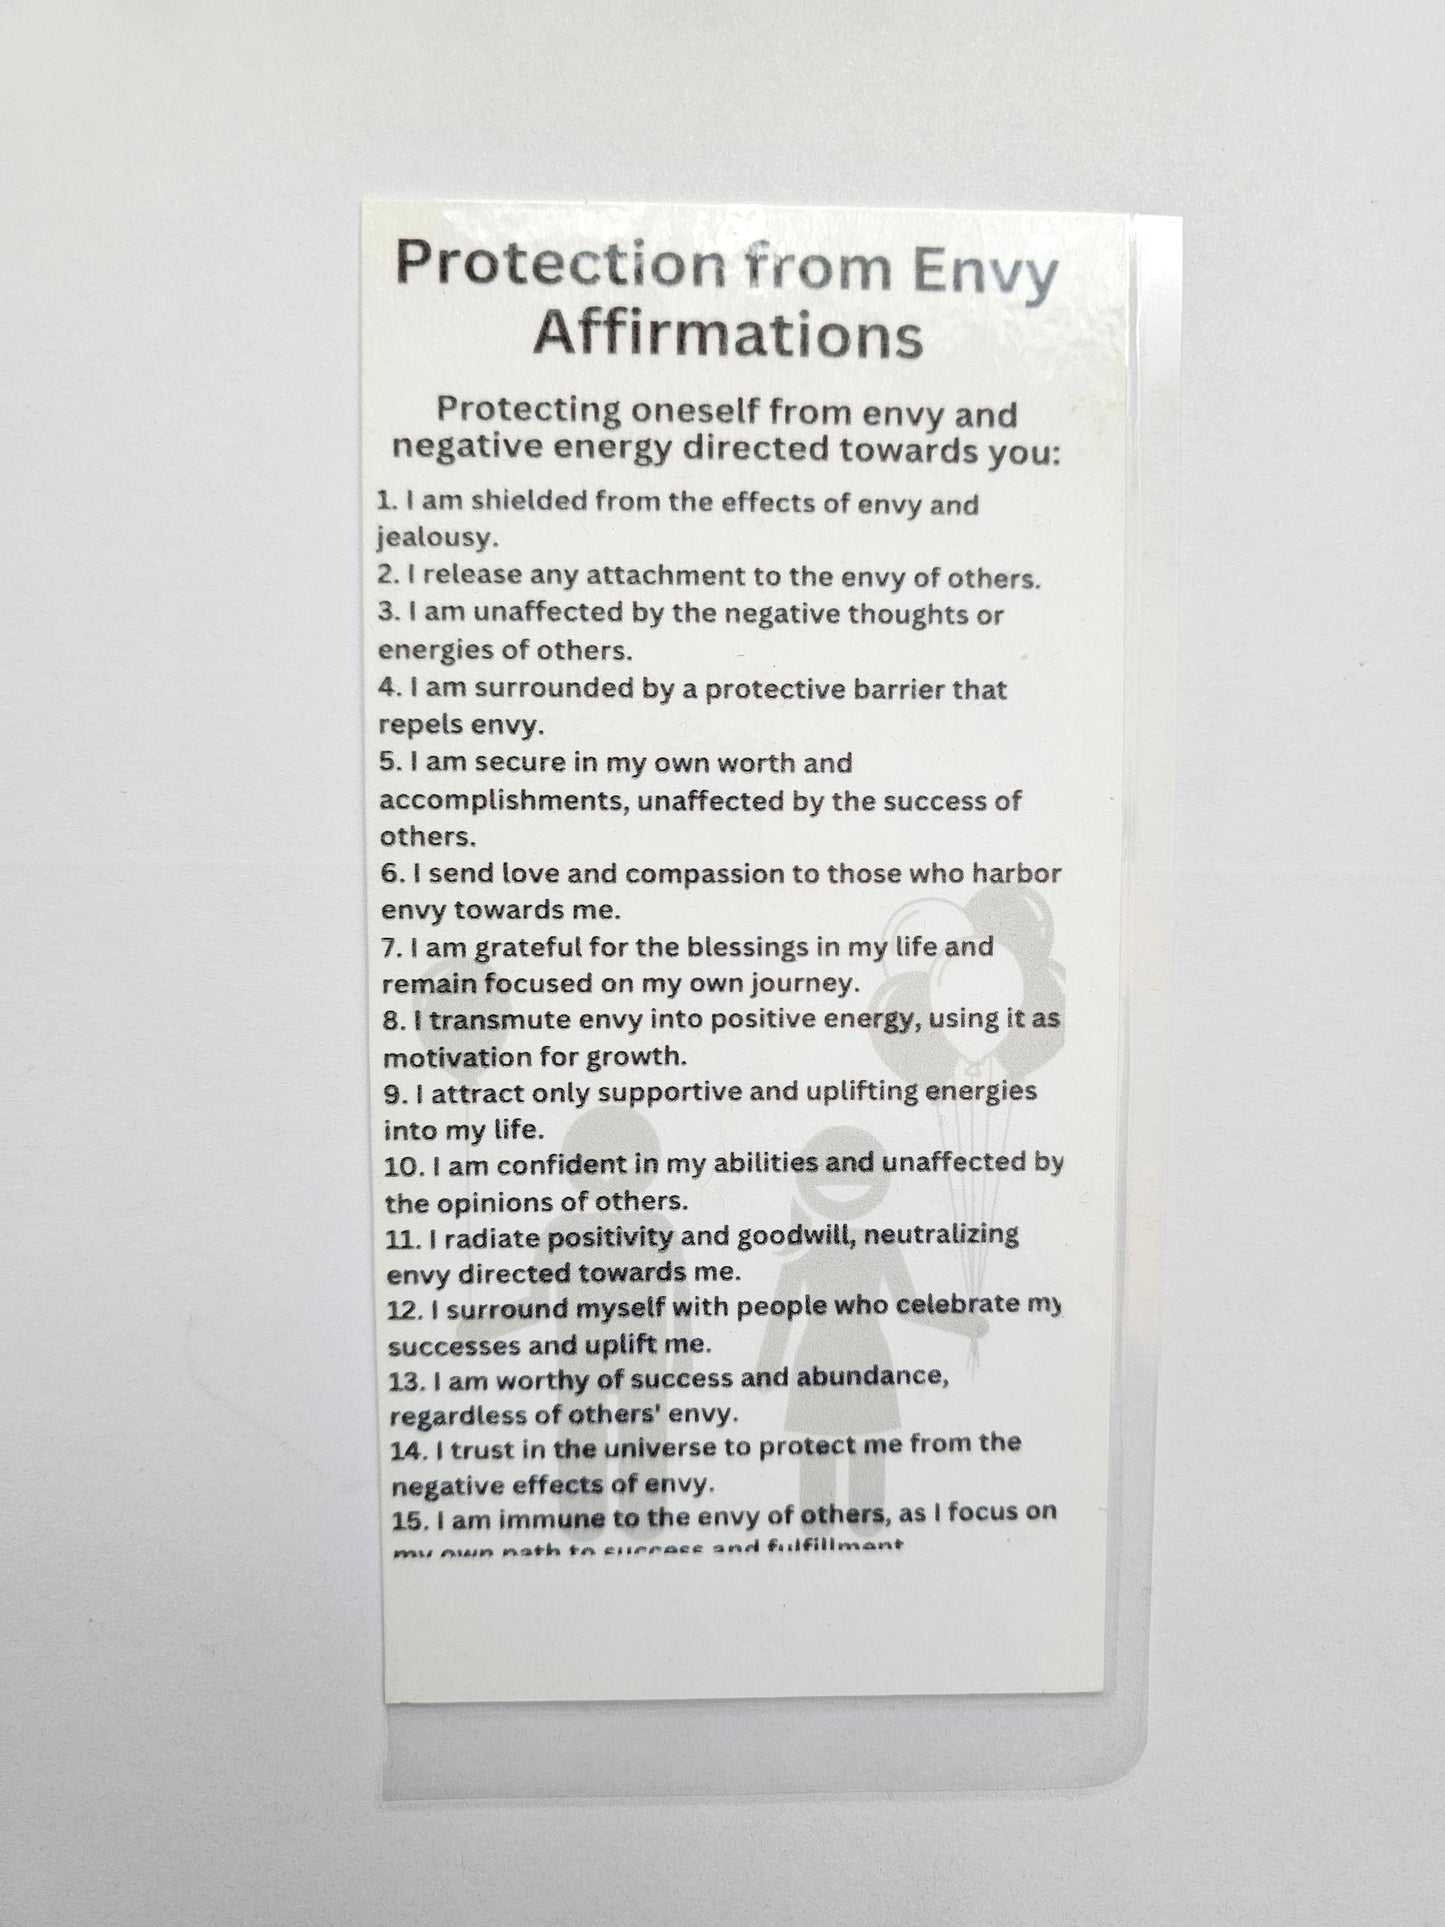 Protection from Envy
Affirmations
Protecting oneself from envy and
negative energy directed towards you:
1. I am shielded from the effects of envy and
jealousy.
2. I release any attachment to the envy of others.
3. I am unaffected by the negative thoughts or
energies of others.
4. I am surrounded by a protective barrier that
repels envy.
5. I am secure in my own worth and
accomplishments, unaffected by the success of
others.
6. I send love and compassion to those who harbor
envy towards me.
7. I am grateful for the blessings in my life and
remain focused on my own journey.
8. I transmute envy into positive energy, using it as
motivation for growth.
9. I attract only supportive and uplifting energies
into my life.
10. I am confident in my abilities and unaffected by
the opinions of others.
11. I radiate positivity and goodwill, neutralizing
envy directed towards me.
12. I surround myself with people who celebrate my
successes and uplift me.
13. I am worthy of success and abundance,
regardless of others' envy.
14. I trust in the universe to protect me from the
negative effects of envy.
15. I am immune to the envy of others, as I focus on
my own path to success and fulfillment